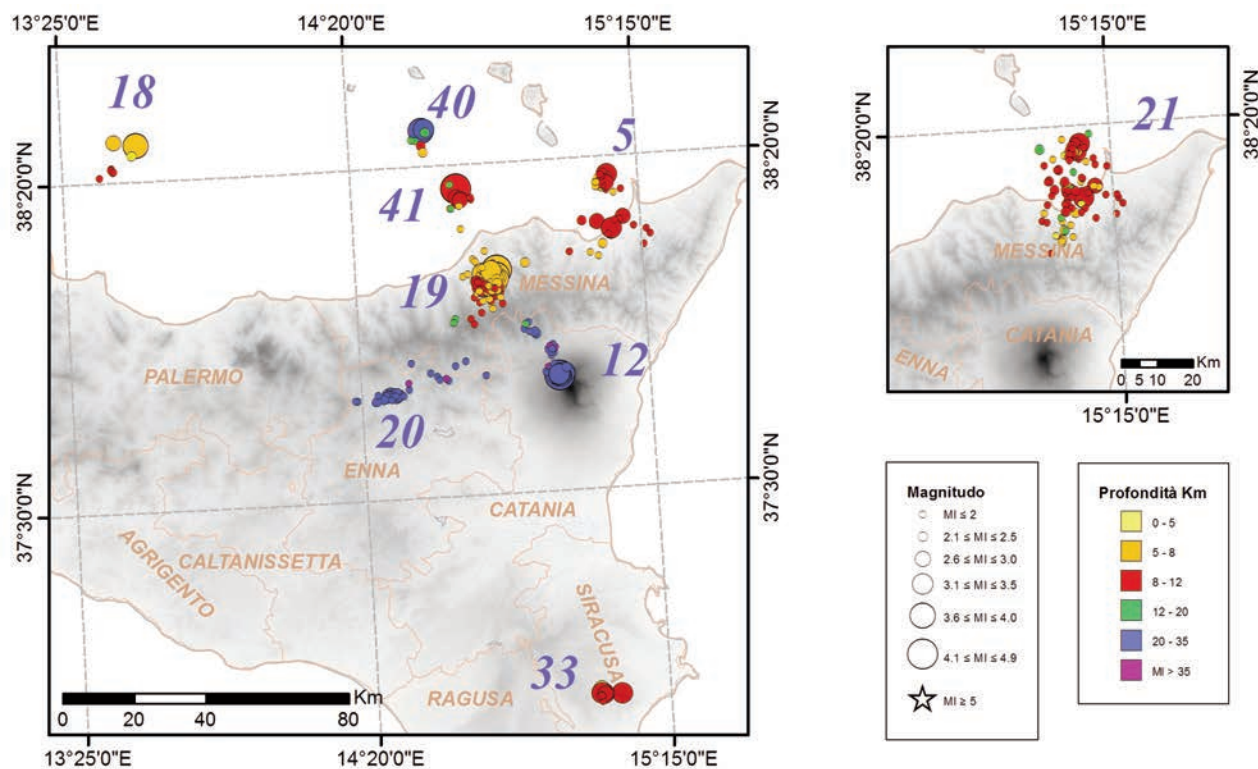 13°25'0"E 14°20'0"E 15°15'0"E
18
40
5
38°20'0"N
38°20'0"N
41
19
MESSINA
PALERMO
12
20
ENNA
37°30'0"N
37°30'0"N
CATANIA
CALTANISSETTA
AGRIGENTO
SIRACUSA
33
RAGUSA
Km
0 20 40 80
13°25'0"E 14°20'0"E 15°15'0"E
15°15'0"E
21
38°20'0"N
38°20'0"N
MESSINA
CATANIA
ENNA
Km
0 5 10 20
15°15'0"E
Magnitudo
Ml ≤ 2
2.1 ≤ Ml ≤ 2.5
2.6 ≤ Ml ≤ 3.0
3.1 ≤ Ml ≤ 3.5
3.6 ≤ Ml ≤ 4.0
4.1 ≤ Ml ≤ 4.9
Ml ≥ 5
Profondità Km
0 - 5
5 - 8
8 - 12
12 - 20
20 - 35
Ml > 35